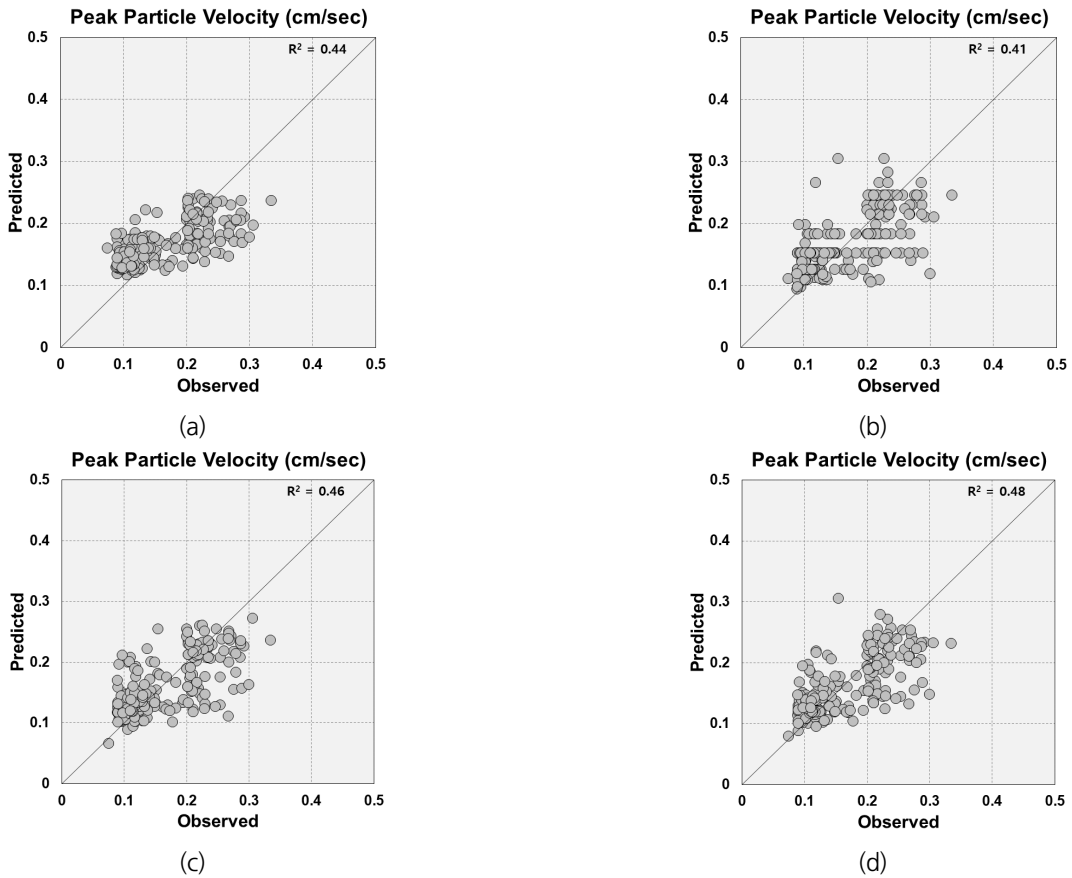 Peak Particle Velocity (cm/sec)
0.5
R² = 0.44
0.4
0.3
Predicted
0.2
0.1
0
0 0.1 0.2 0.3 0.4 0.5
Observed
(a)
Peak Particle Velocity (cm/sec)
0.5
R² = 0.41
0.4
0.3
Predicted
0.2
0.1
0
0 0.1 0.2 0.3 0.4 0.5
Observed
(b)
Peak Particle Velocity (cm/sec)
0.5
R² = 0.46
0.4
0.3
Predicted
0.2
0.1
0
0 0.1 0.2 0.3 0.4 0.5
Observed
(c)
Peak Particle Velocity (cm/sec)
0.5
R² = 0.48
0.4
0.3
Predicted
0.2
0.1
0
0 0.1 0.2 0.3 0.4 0.5
Observed
(d)